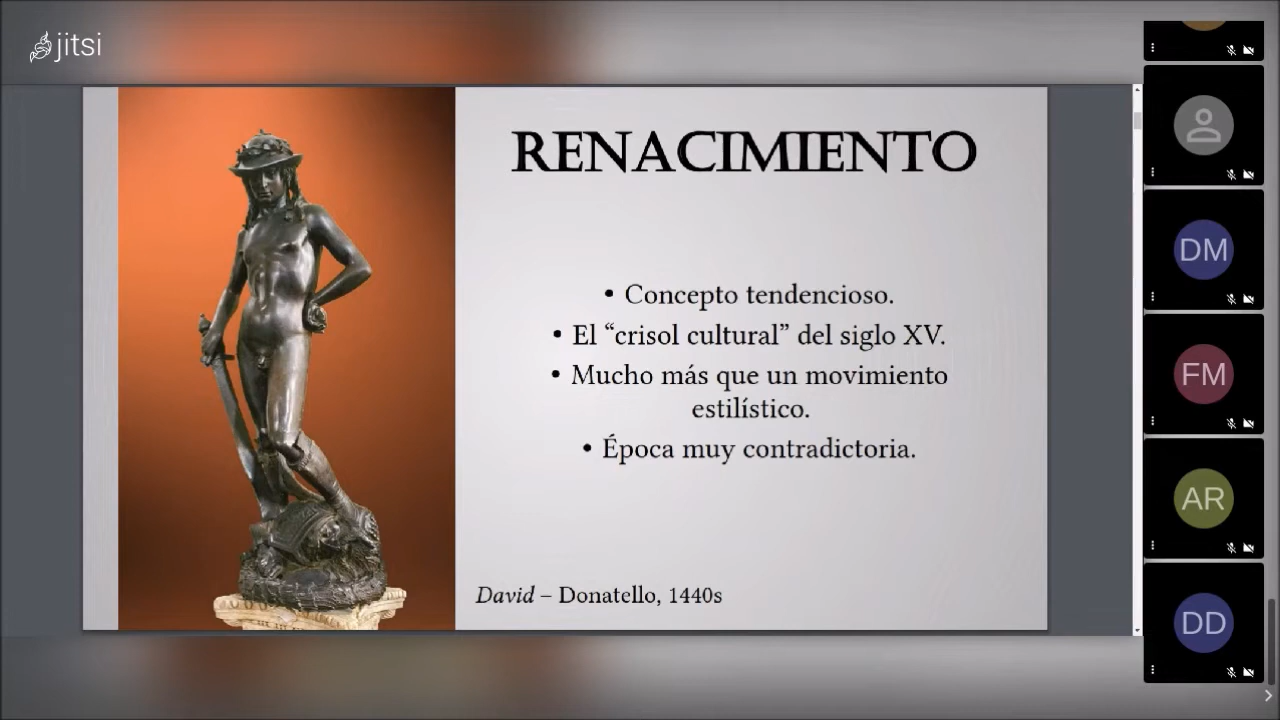 jitsi
RENACIMIENTO
• Concepto tendencioso.
• El “crisol cultural” del siglo XV.
• Mucho más que un movimiento
estilístico.
• Época muy contradictoria.
David – Donatello, 1440s
DM
FM
AR
DD